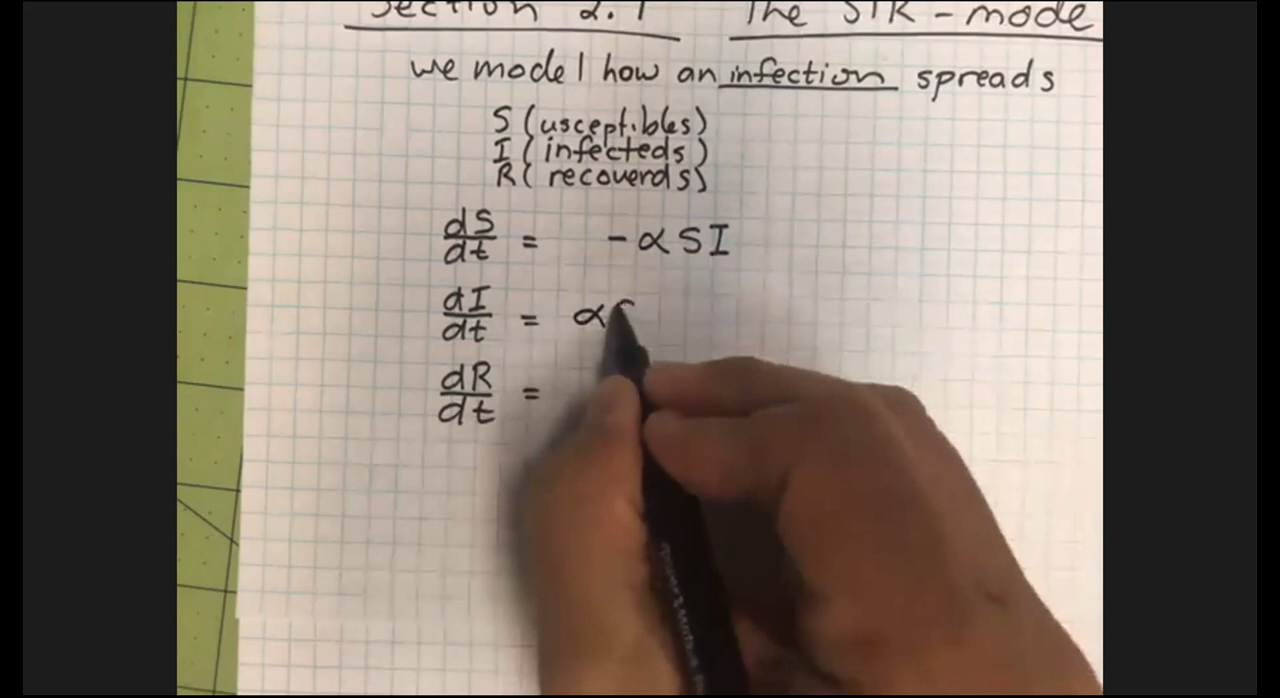 Section 2.1 The SIR-mode
we model how an infection spreads
S (usceptibles)
I (infecteds)
R (recoverds)
dS/dt = -αSI
dI/dt = α
dR/dt =